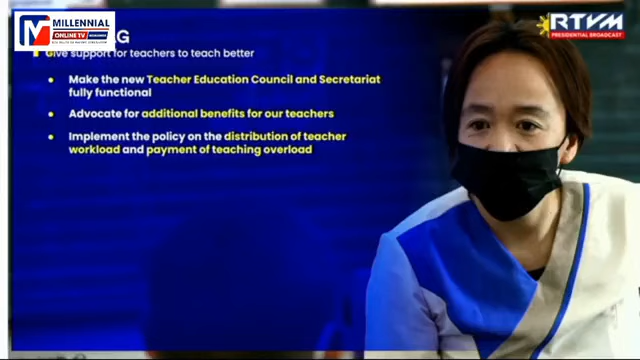 MILLENNIAL
ONLINE TV
G
Give support for teachers to teach better
Make the new Teacher Education Council and Secretariat
fully functional
Advocate for additional benefits for our teachers
Implement the policy on the distribution of teacher
workload and payment of teaching overload
RTVM
PRESIDENTIAL BROADCAST